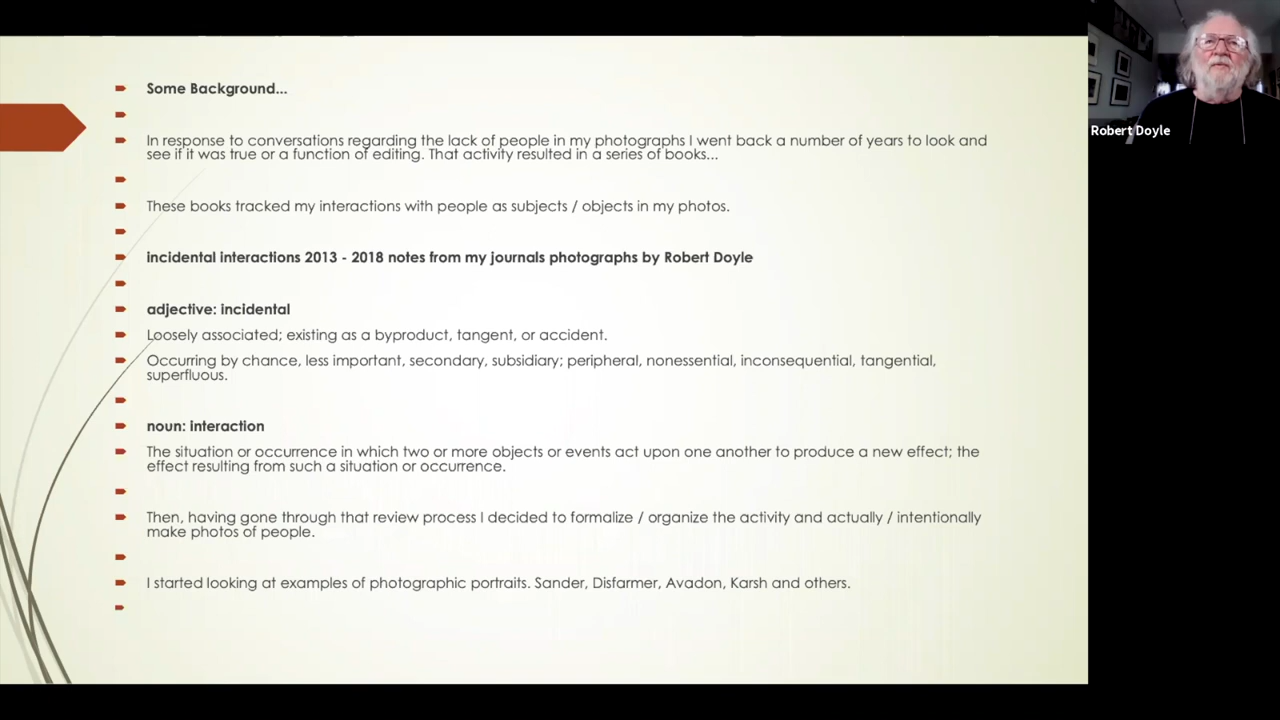 Some Background...
In response to conversations regarding the lack of people in my photographs I went back a number of years to look and
see if it was true or a function of editing. That activity resulted in a series of books...
These books tracked my interactions with people as subjects / objects in my photos.
incidental interactions 2013 - 2018 notes from my journals photographs by Robert Doyle
adjective: incidental
Loosely associated; existing as a byproduct, tangent, or accident.
Occurring by chance, less important, secondary, subsidiary; peripheral, nonessential, inconsequential, tangential,
superfluous.
noun: interaction
The situation or occurrence in which two or more objects or events act upon one another to produce a new effect; the
effect resulting from such a situation or occurrence.
Then, having gone through that review process I decided to formalize / organize the activity and actually / intentionally
make photos of people.
I started looking at examples of photographic portraits. Sander, Disfarmer, Avadon, Karsh and others.
Robert Doyle